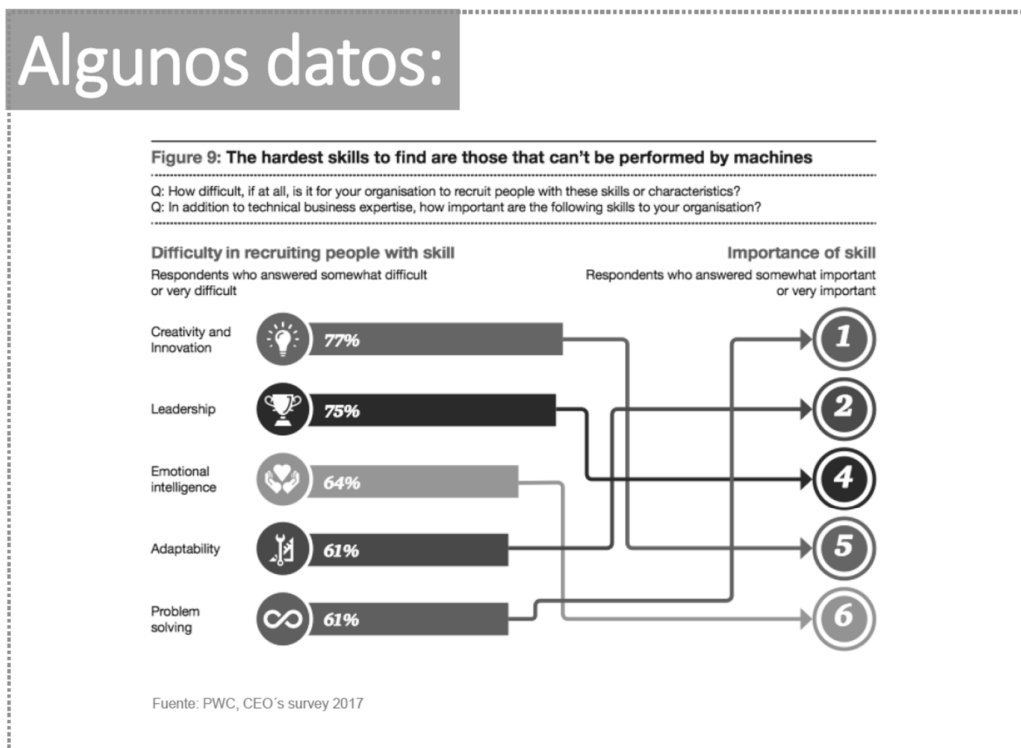 Algunos datos:
Figure 9: The hardest skills to find are those that can't be performed by machines
Q: How difficult, if at all, is it for your organisation to recruit people with these skills or characteristics?
Q: In addition to technical business expertise, how important are the following skills to your organisation?
Difficulty in recruiting people with skill
Respondents who answered somewhat difficult
or very difficult
Importance of skill
Respondents who answered somewhat important
or very important
Creativity and
Innovation
77%
1
Leadership
75%
2
Emotional
intelligence
64%
4
Adaptability
61%
5
Problem
solving
61%
6
Fuente: PWC, CEO´s survey 2017